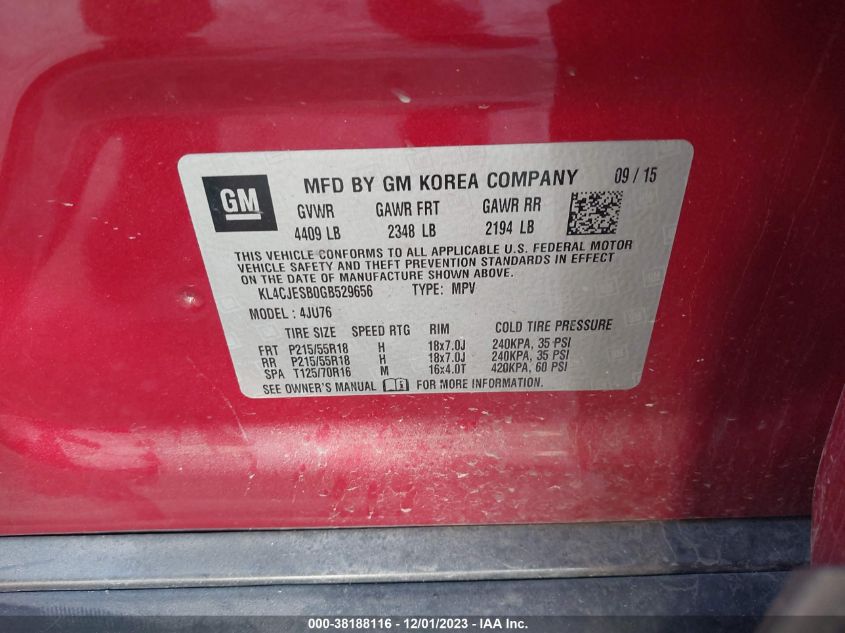 GM
MFD BY GM KOREA COMPANY 09 / 15
GVWR GAWR FRT GAWR RR
4409 LB 2348 LB 2194 LB
THIS VEHICLE CONFORMS TO ALL APPLICABLE U.S. FEDERAL MOTOR
VEHICLE SAFETY AND THEFT PREVENTION STANDARDS IN EFFECT
ON THE DATE OF MANUFACTURE SHOWN ABOVE.
KL4CJESB0GB529656 TYPE: MPV
MODEL : 4JU76
TIRE SIZE SPEED RTG RIM COLD TIRE PRESSURE
FRT P215/55R18 H 18x7.0J 240KPA, 35 PSI
RR P215/55R18 H 18x7.0J 240KPA, 35 PSI
SPA T125/70R16 M 16x4.0T 420KPA, 60 PSI
SEE OWNER'S MANUAL FOR MORE INFORMATION.
000-38188116 - 12/01/2023 - IAAI.com